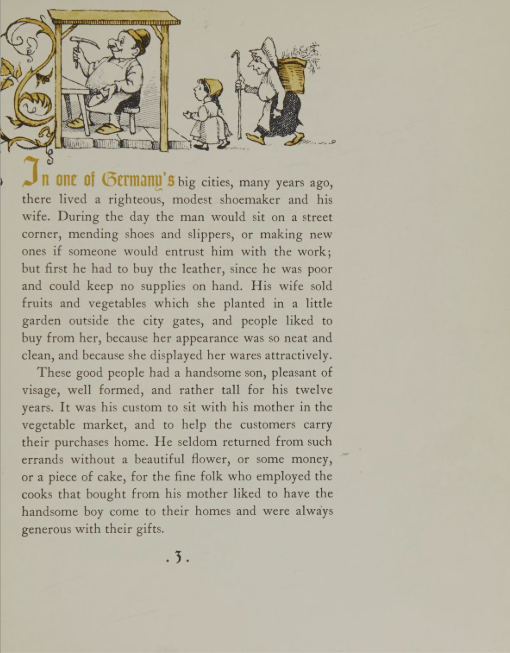 In one of Germany's big cities, many years ago,
there lived a righteous, modest shoemaker and his
wife. During the day the man would sit on a street
corner, mending shoes and slippers, or making new
ones if someone would entrust him with the work;
but first he had to buy the leather, since he was poor
and could keep no supplies on hand. His wife sold
fruits and vegetables which she planted in a little
garden outside the city gates, and people liked to
buy from her, because her appearance was so neat and
clean, and because she displayed her wares attractively.
These good people had a handsome son, pleasant of
visage, well formed, and rather tall for his twelve
years. It was his custom to sit with his mother in the
vegetable market, and to help the customers carry
their purchases home. He seldom returned from such
errands without a beautiful flower, or some money,
or a piece of cake, for the fine folk who employed the
cooks that bought from his mother liked to have the
handsome boy come to their homes and were always
generous with their gifts.
. 3 .